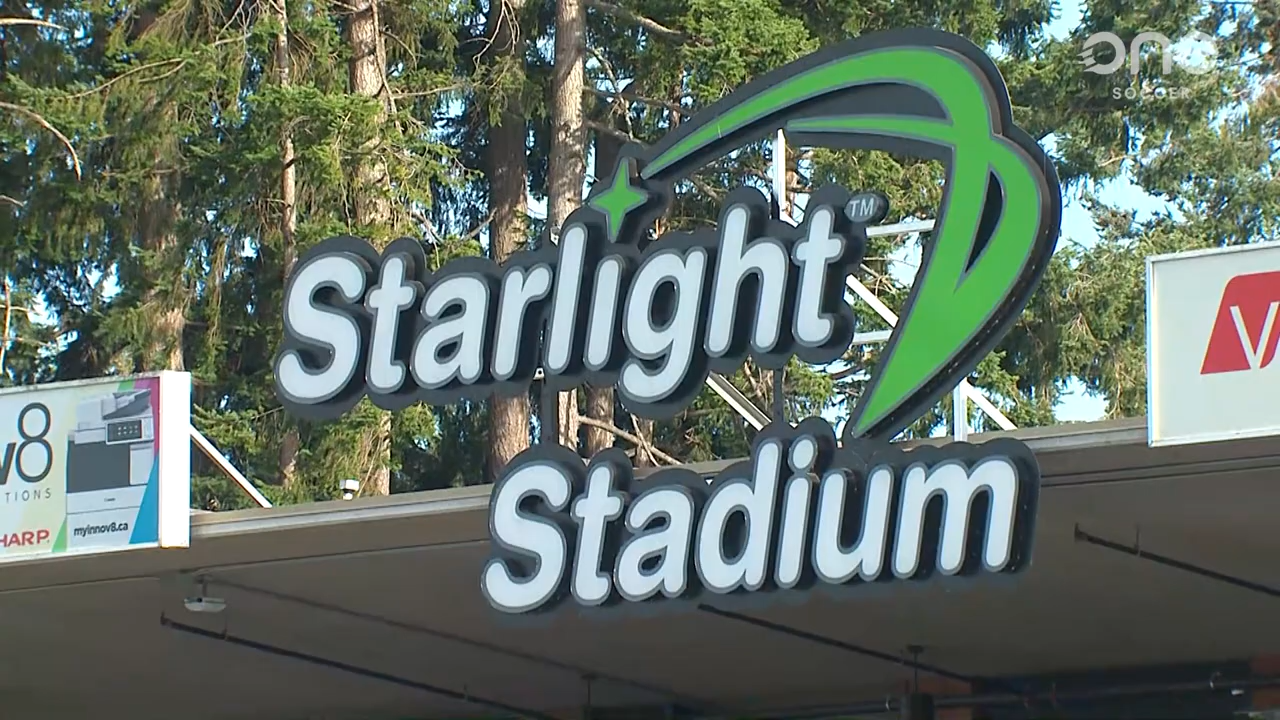 one
SOCCER
Starlight™
Stadium
v8
TIONS
HARP
myinnov8.ca